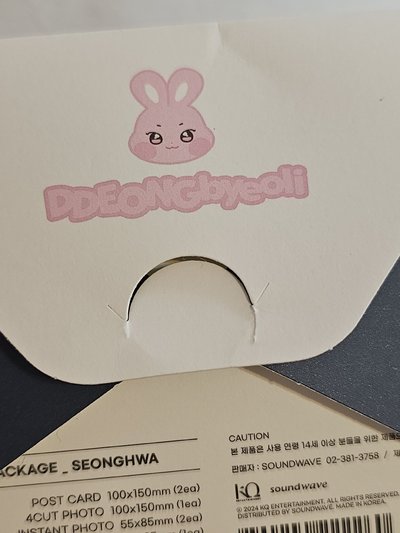 DDEONGbyeoli
PACKAGE _ SEONGHWA
POST CARD 100x150mm (2ea)
4CUT PHOTO 100x150mm (1ea)
INSTANT PHOTO 55x85mm (2ea)
CAUTION
본 제품은 사용 연령 14세 이상 분들을 위한
판매자: SOUNDWAVE 02-381-3758 /
KQ soundwave
© 2024 KQ ENTERTAINMENT. ALL RIGHTS RESERVED.
DISTRIBUTED BY SOUNDWAVE. MADE IN KOREA.